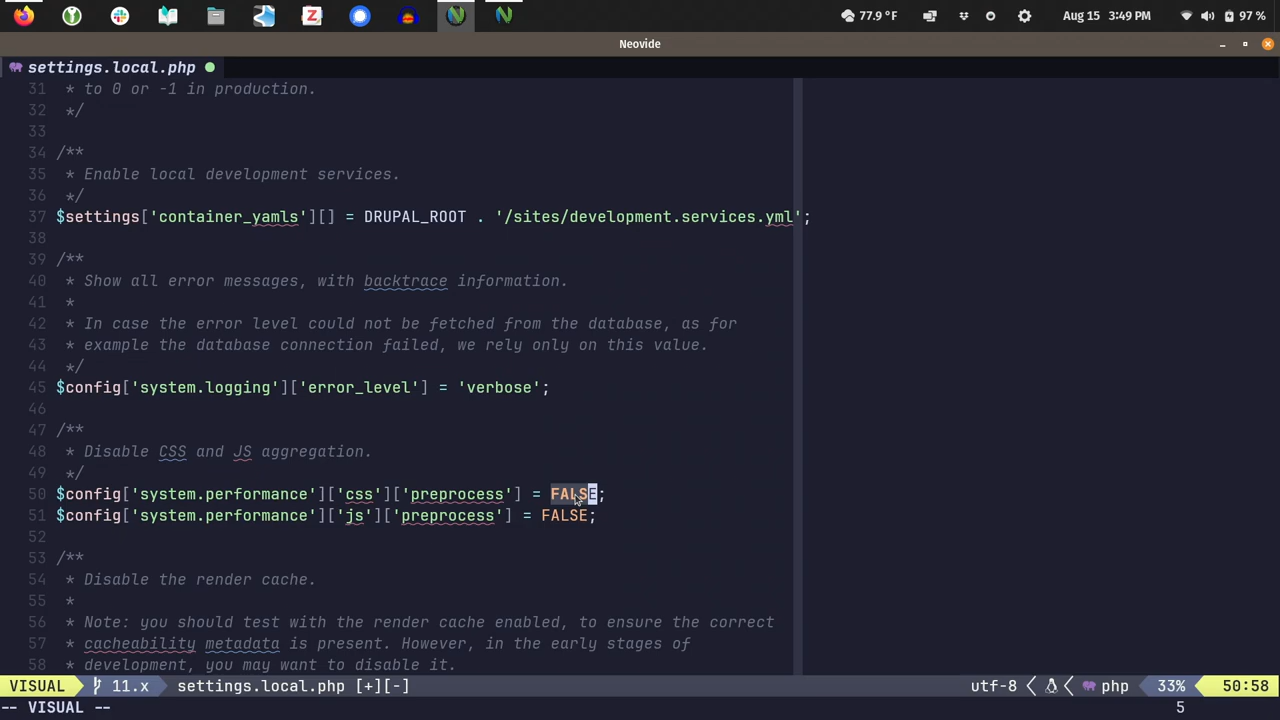 77.9 °F
Aug 15 3:49 PM
97 %
Neovide
settings.local.php
31 * to 0 or -1 in production.
32 */
33
34 /**
35 * Enable local development services.
36 */
37 $settings['container_yamls'][] = DRUPAL_ROOT . '/sites/development.services.yml';
38
39 /**
40 * Show all error messages, with backtrace information.
41 *
42 * In case the error level could not be fetched from the database, as for
43 * example the database connection failed, we rely only on this value.
44 */
45 $config['system.logging']['error_level'] = 'verbose';
46
47 /**
48 * Disable CSS and JS aggregation.
49 */
50 $config['system.performance']['css']['preprocess'] = FALSE;
51 $config['system.performance']['js']['preprocess'] = FALSE;
52
53 /**
54 * Disable the render cache.
55 *
56 * Note: you should test with the render cache enabled, to ensure the correct
57 * cacheability metadata is present. However, in the early stages of
58 * development, you may want to disable it.
VISUAL 11.x settings.local.php [+][-] utf-8 php 33% 50:58
-- VISUAL -- 5